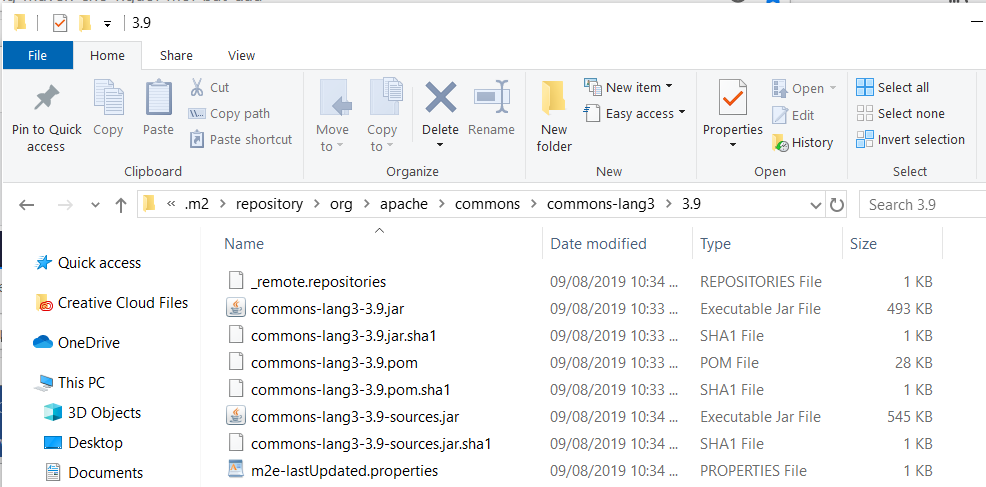 3.9
File Home Share View
Pin to Quick access
Copy
Paste
Cut
Copy path
Paste shortcut
Clipboard
Move to
Copy to
Delete
Rename
Organize
New folder
New item
Easy access
New
Properties
Open
Edit
History
Open
Select all
Select none
Invert selection
Select
« .m2 > repository > org > apache > commons > commons-lang3 > 3.9
Search 3.9
Quick access
Creative Cloud Files
OneDrive
This PC
3D Objects
Desktop
Documents
Name Date modified Type Size
_remote.repositories 09/08/2019 10:34 ... REPOSITORIES File 1 KB
commons-lang3-3.9.jar 09/08/2019 10:33 ... Executable Jar File 493 KB
commons-lang3-3.9.jar.sha1 09/08/2019 10:33 ... SHA1 File 1 KB
commons-lang3-3.9.pom 09/08/2019 10:33 ... POM File 28 KB
commons-lang3-3.9.pom.sha1 09/08/2019 10:33 ... SHA1 File 1 KB
commons-lang3-3.9-sources.jar 09/08/2019 10:34 ... Executable Jar File 545 KB
commons-lang3-3.9-sources.jar.sha1 09/08/2019 10:34 ... SHA1 File 1 KB
m2e-lastUpdated.properties 09/08/2019 10:34 ... PROPERTIES File 1 KB